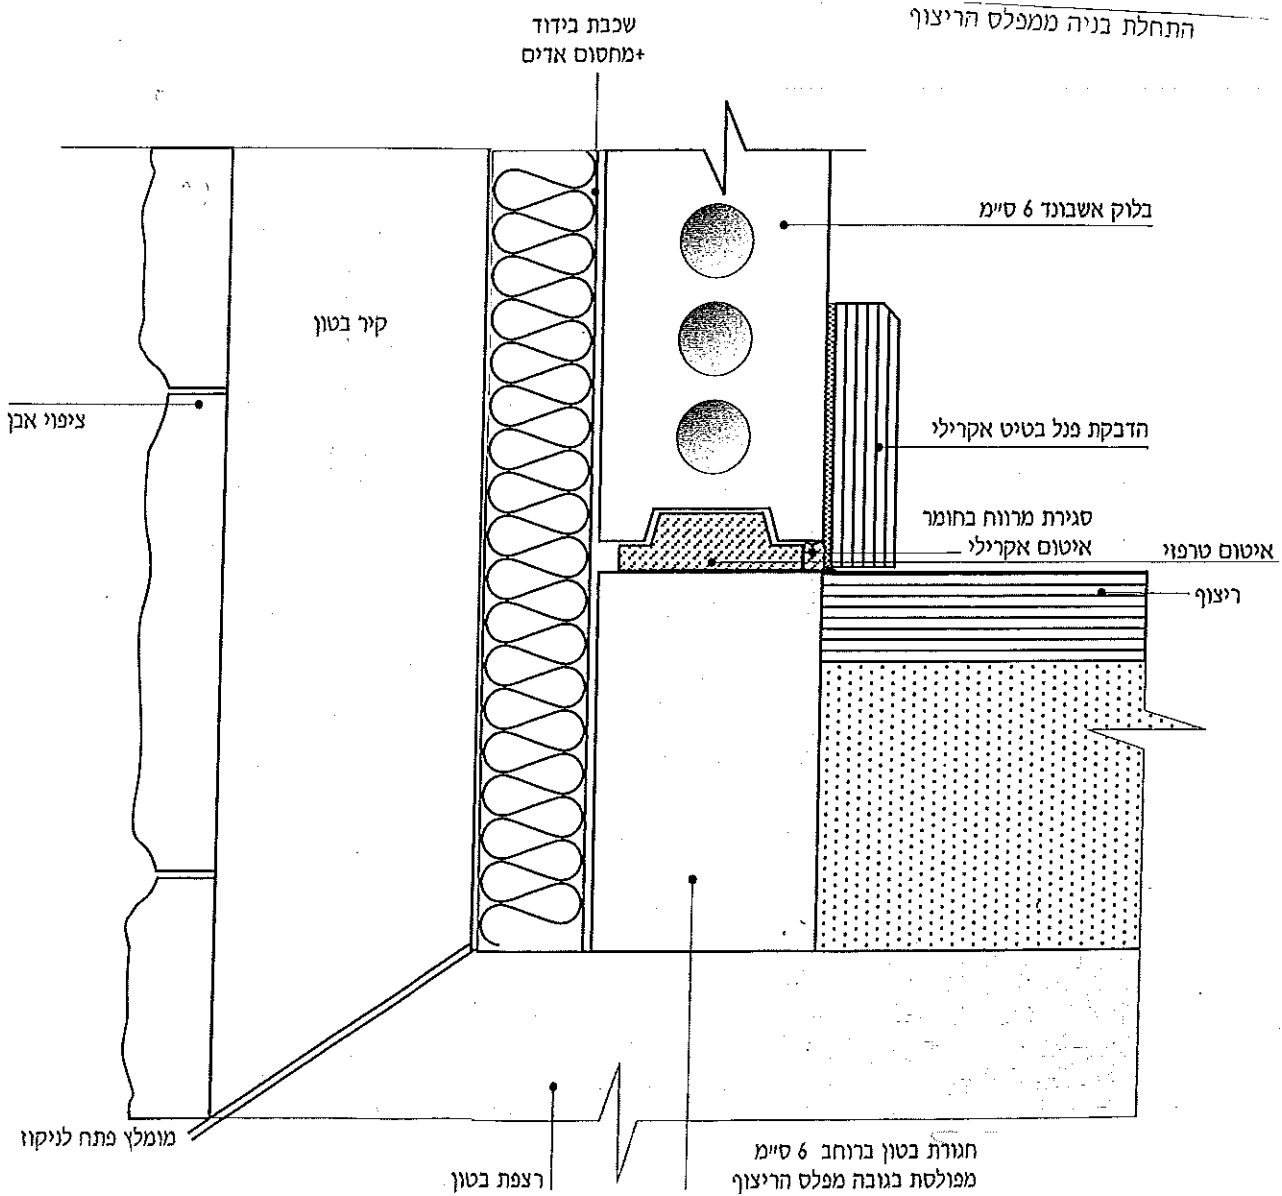 התחלת בניה ממפלס הריצוף
שכבת בידוד
+מחסום אדים
בלוק אשבונד 6 ס״מ
קיר בטון
ציפוי אבן
הדבקת פנל בטיט אקרילי
סגירת מרווח בחומר
איטום אקרילי
איטום טרפזי
ריצוף
מומלץ פתח לניקוז
רצפת בטון
חגורת בטון ברוחב 6 ס״מ
מפולסת בגובה מפלס הריצוף